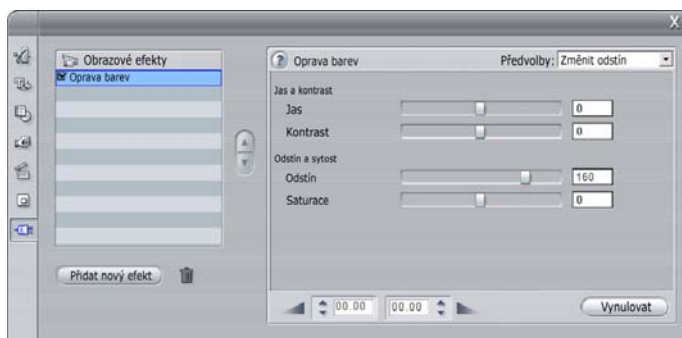 X
Obrazové efekty
Oprava barev
Přidat nový efekt
? Oprava barev
Předvolby: Změnit odstín
Jas a kontrast
Jas 0
Kontrast 0
Odstín a sytost
Odstín 160
Saturace 0
00.00 00.00
Vynulovat